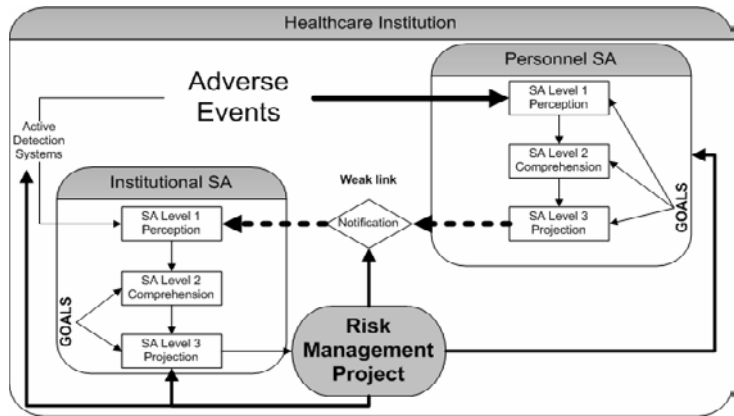 Healthcare Institution
Personnel SA
Adverse
Events
SA Level 1
Perception
SA Level 2
Comprehension
SA Level 3
Projection
GOALS
Active
Detection
Systems
Institutional SA
Weak link
Notification
SA Level 1
Perception
SA Level 2
Comprehension
SA Level 3
Projection
GOALS
Risk
Management
Project